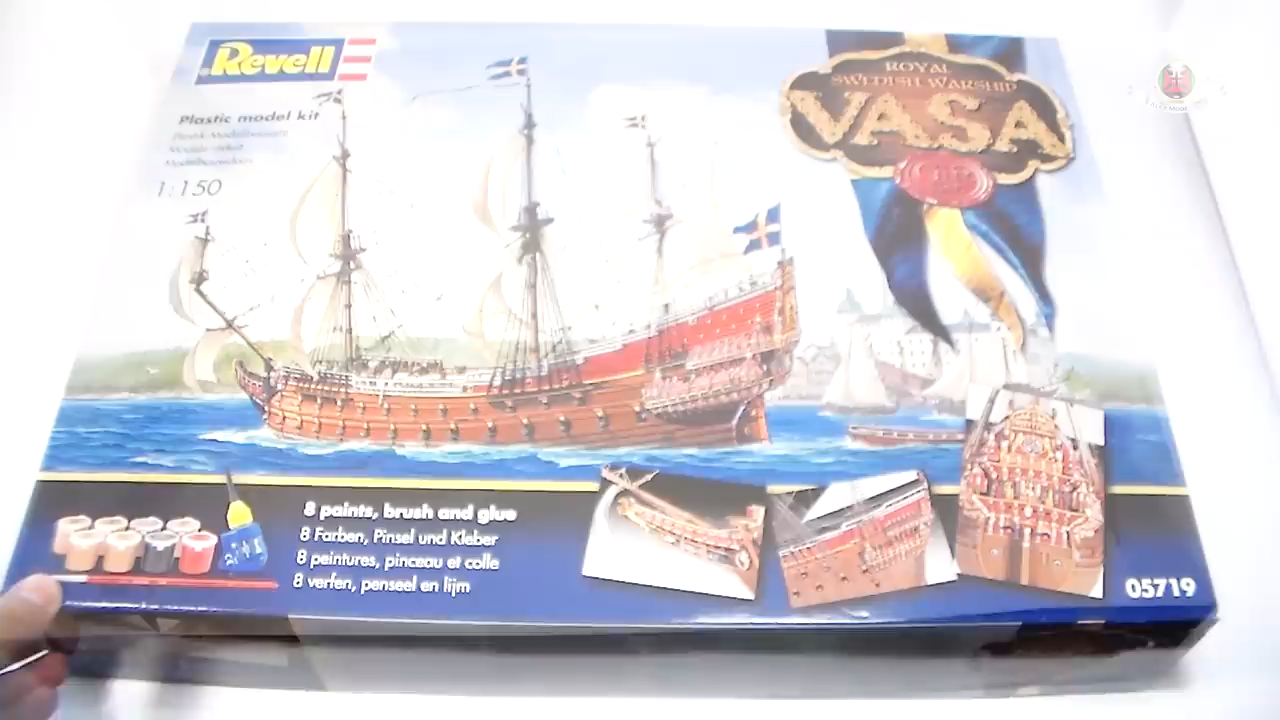 Revell
Plastic model kit
1:150
ROYAL
SWEDISH WARSHIP
VASA
8 paints, brush and glue
8 Farben, Pinsel und Kleber
8 peintures, pinceau et colle
8 verfen, penseel en lijm
05719